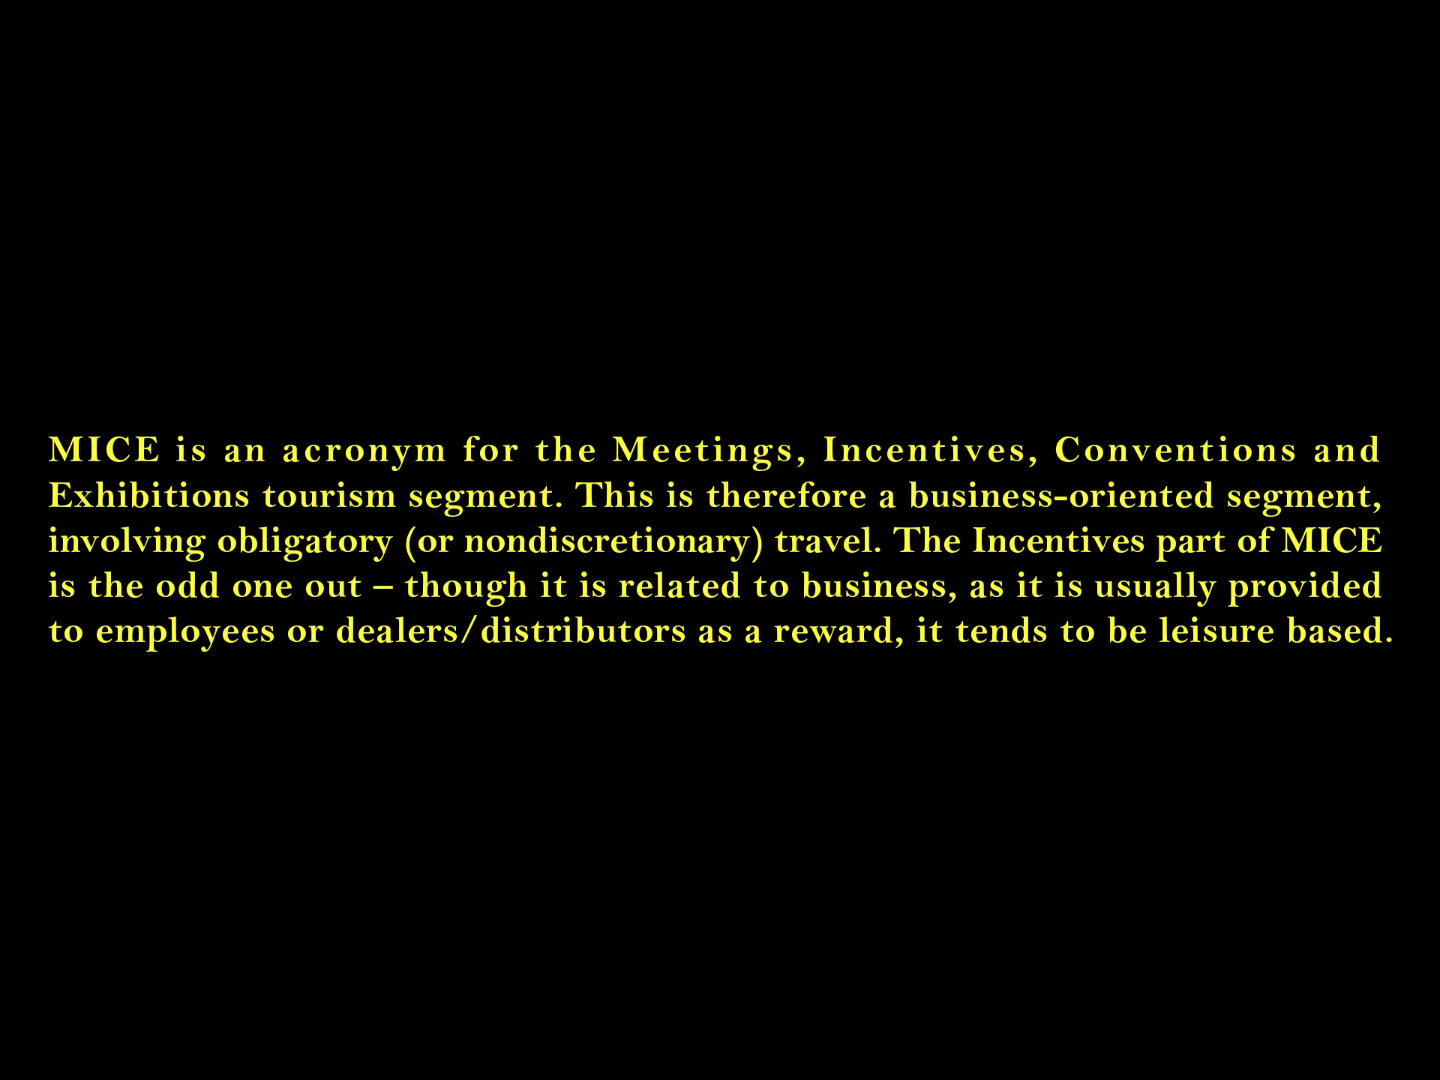 MICE is an acronym for the Meetings, Incentives, Conventions and
Exhibitions tourism segment. This is therefore a business-oriented segment,
involving obligatory (or nondiscretionary) travel. The Incentives part of MICE
is the odd one out – though it is related to business, as it is usually provided
to employees or dealers/distributors as a reward, it tends to be leisure based.